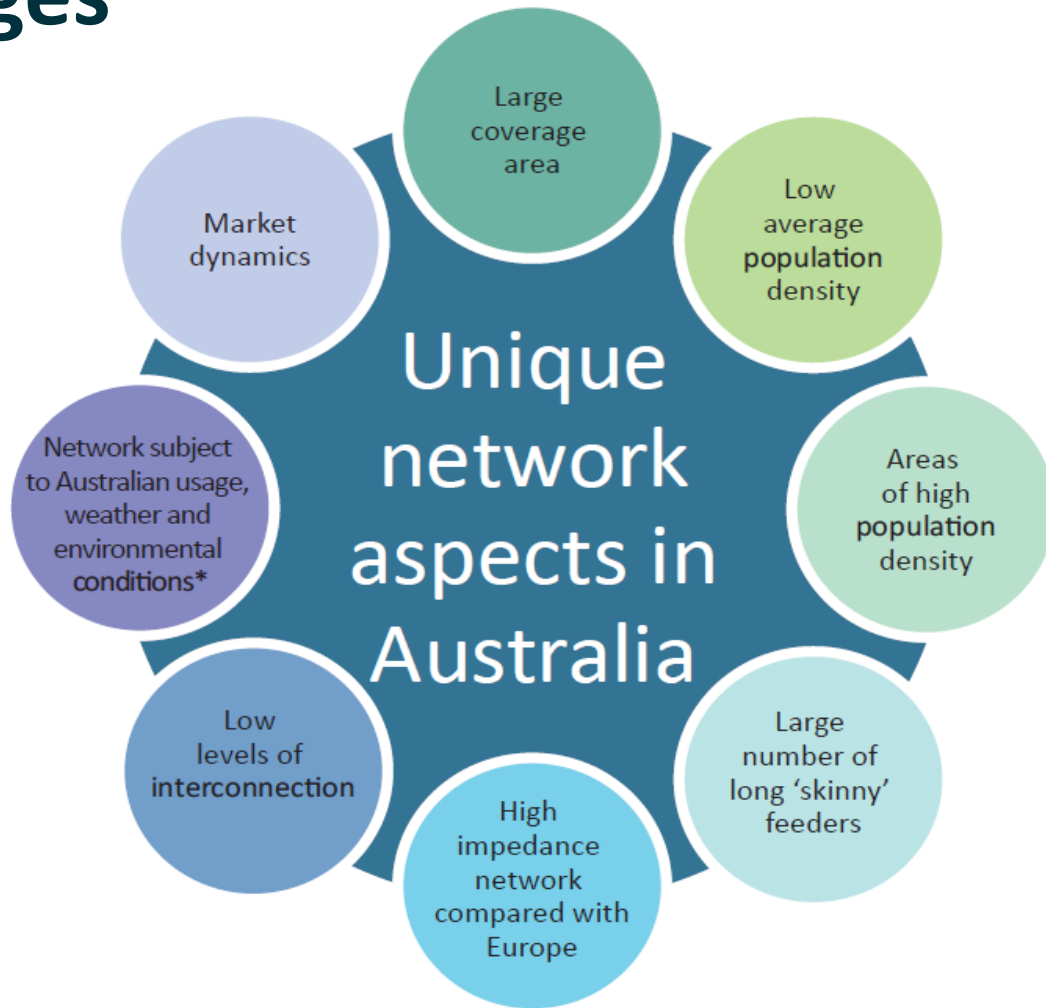 Large
coverage
area
Low
average
population
density
Areas
of high
population
density
Large
number of
long ‘skinny’
feeders
High
impedance
network
compared with
Europe
Low
levels of
interconnection
Network subject
to Australian usage,
weather and
environmental
conditions*
Market
dynamics
Unique
network
aspects in
Australia